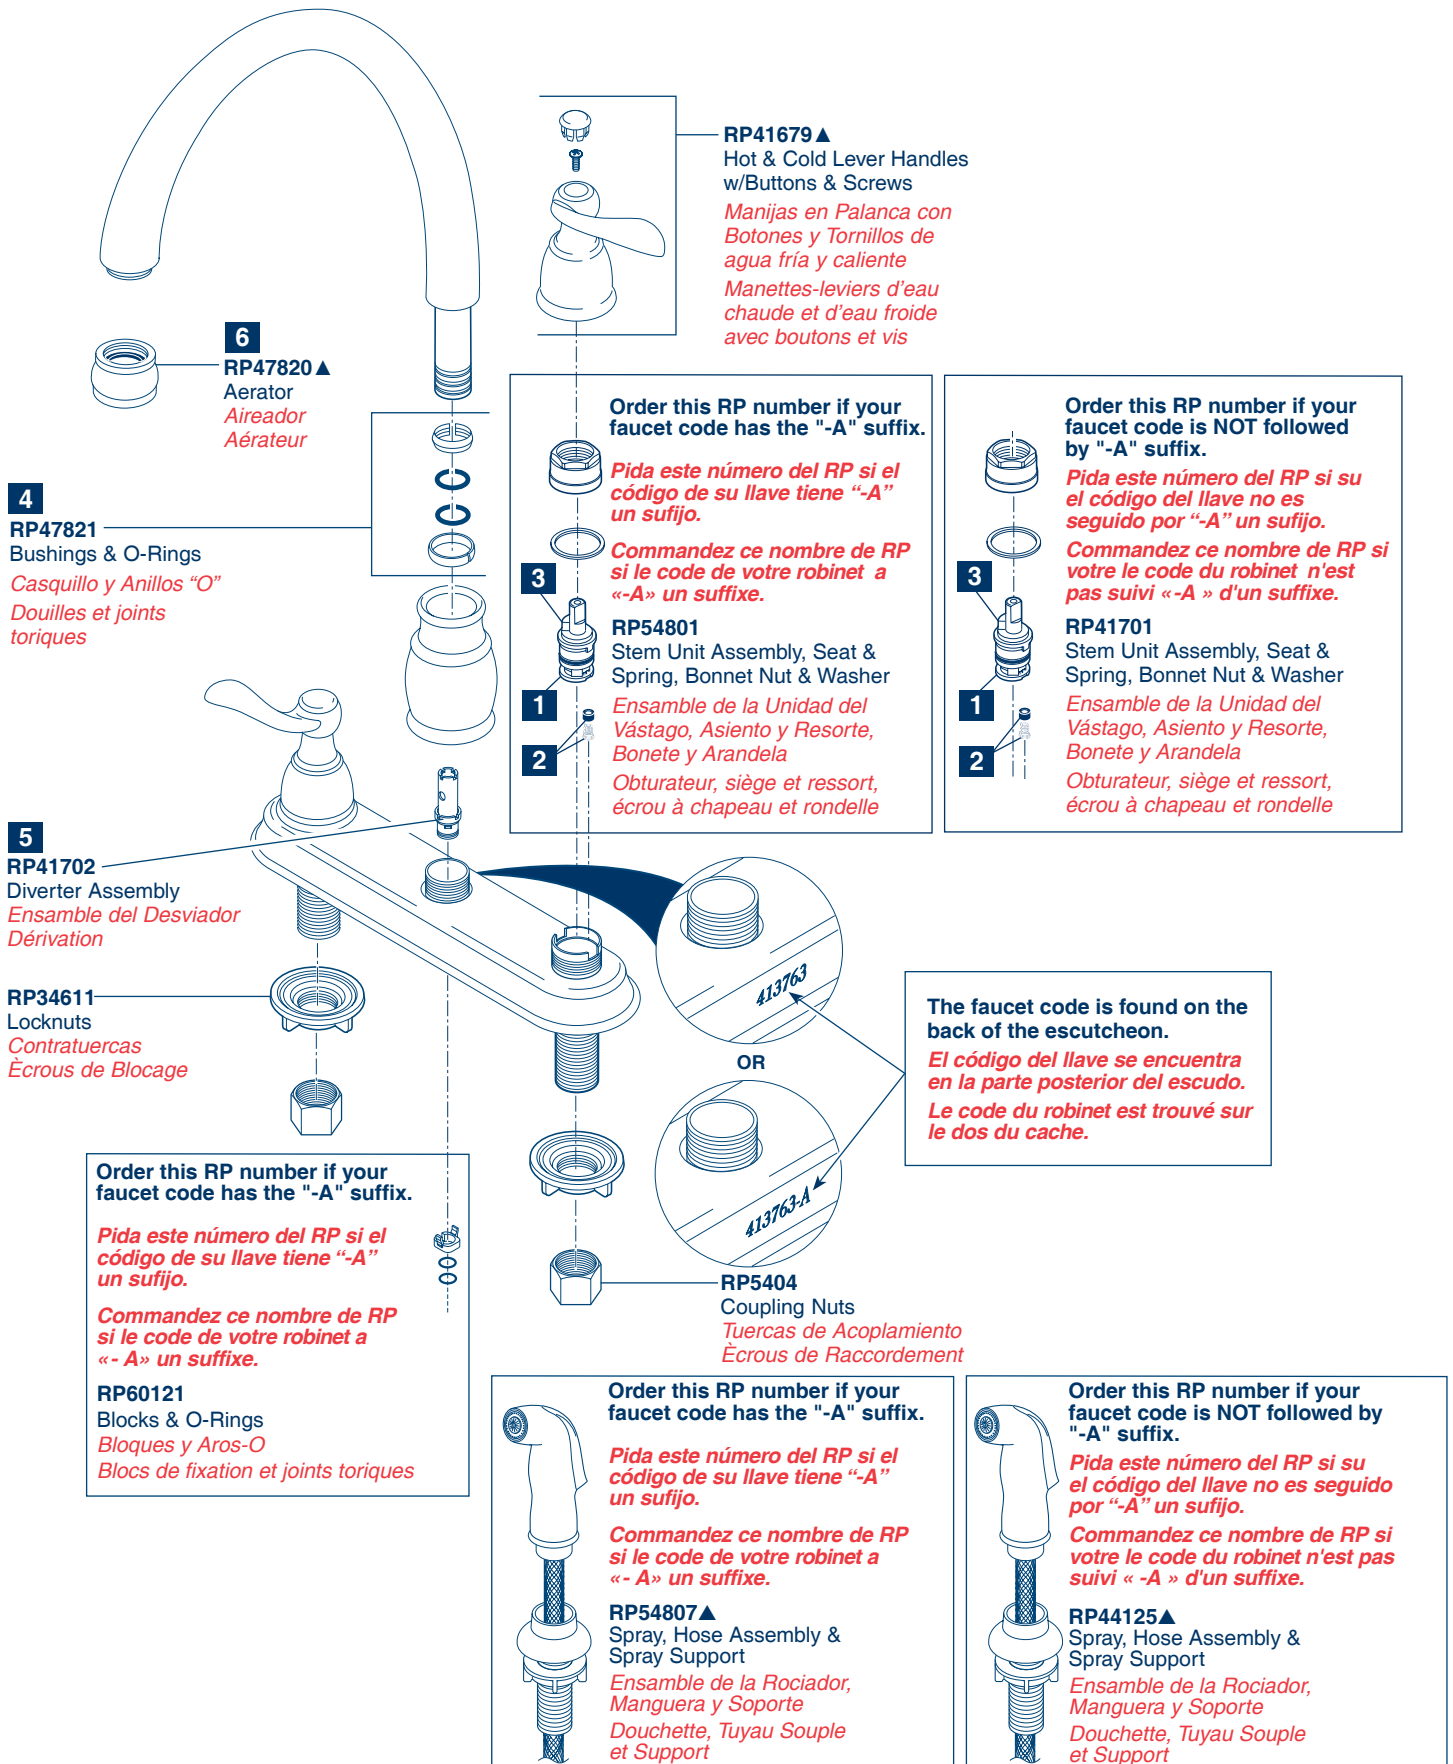 RP41679▲
Hot & Cold Lever Handles
w/Buttons & Screws
Manijas en Palanca con
Botones y Tornillos de
agua fría y caliente
Manettes-leviers d'eau
chaude et d'eau froide
avec boutons et vis
6
RP47820▲
Aerator
Aireador
Aérateur
4
RP47821
Bushings & O-Rings
Casquillo y Anillos “O”
Douilles et joints
toriques
Order this RP number if your
faucet code has the "-A" suffix.
Pida este número del RP si el
código de su llave tiene “-A”
un sufijo.
Commandez ce nombre de RP
si le code de votre robinet a
«-A» un suffixe.
3
RP54801
Stem Unit Assembly, Seat &
Spring, Bonnet Nut & Washer
1
Ensamble de la Unidad del
Vástago, Asiento y Resorte,
Bonete y Arandela
2
Obturateur, siège et ressort,
écrou à chapeau et rondelle
Order this RP number if your
faucet code is NOT followed
by "-A" suffix.
Pida este número del RP si su
el código del llave no es
seguido por “-A” un sufijo.
Commandez ce nombre de RP si
votre le code du robinet n'est
pas suivi «-A » d'un suffixe.
3
RP41701
Stem Unit Assembly, Seat &
Spring, Bonnet Nut & Washer
1
Ensamble de la Unidad del
Vástago, Asiento y Resorte,
Bonete y Arandela
2
Obturateur, siège et ressort,
écrou à chapeau et rondelle
5
RP41702
Diverter Assembly
Ensamble del Desviador
Dérivation
RP34611
Locknuts
Contratuercas
Ècrous de Blocage
413763
OR
413763-A
The faucet code is found on the
back of the escutcheon.
El código del llave se encuentra
en la parte posterior del escudo.
Le code du robinet est trouvé sur
le dos du cache.
Order this RP number if your
faucet code has the "-A" suffix.
Pida este número del RP si el
código de su llave tiene “-A”
un sufijo.
Commandez ce nombre de RP
si le code de votre robinet a
«- A» un suffixe.
RP60121
Blocks & O-Rings
Bloques y Aros-O
Blocs de fixation et joints toriques
RP5404
Coupling Nuts
Tuercas de Acoplamiento
Ècrous de Raccordement
Order this RP number if your
faucet code has the "-A" suffix.
Pida este número del RP si el
código de su llave tiene “-A”
un sufijo.
Commandez ce nombre de RP
si le code de votre robinet a
«- A» un suffixe.
RP54807▲
Spray, Hose Assembly &
Spray Support
Ensamble de la Rociador,
Manguera y Soporte
Douchette, Tuyau Souple
et Support
Order this RP number if your
faucet code is NOT followed by
"-A" suffix.
Pida este número del RP si su
el código del llave no es seguido
por “-A” un sufijo.
Commandez ce nombre de RP si
votre le code du robinet n'est pas
suivi « -A » d'un suffixe.
RP44125▲
Spray, Hose Assembly &
Spray Support
Ensamble de la Rociador,
Manguera y Soporte
Douchette, Tuyau Souple
et Support